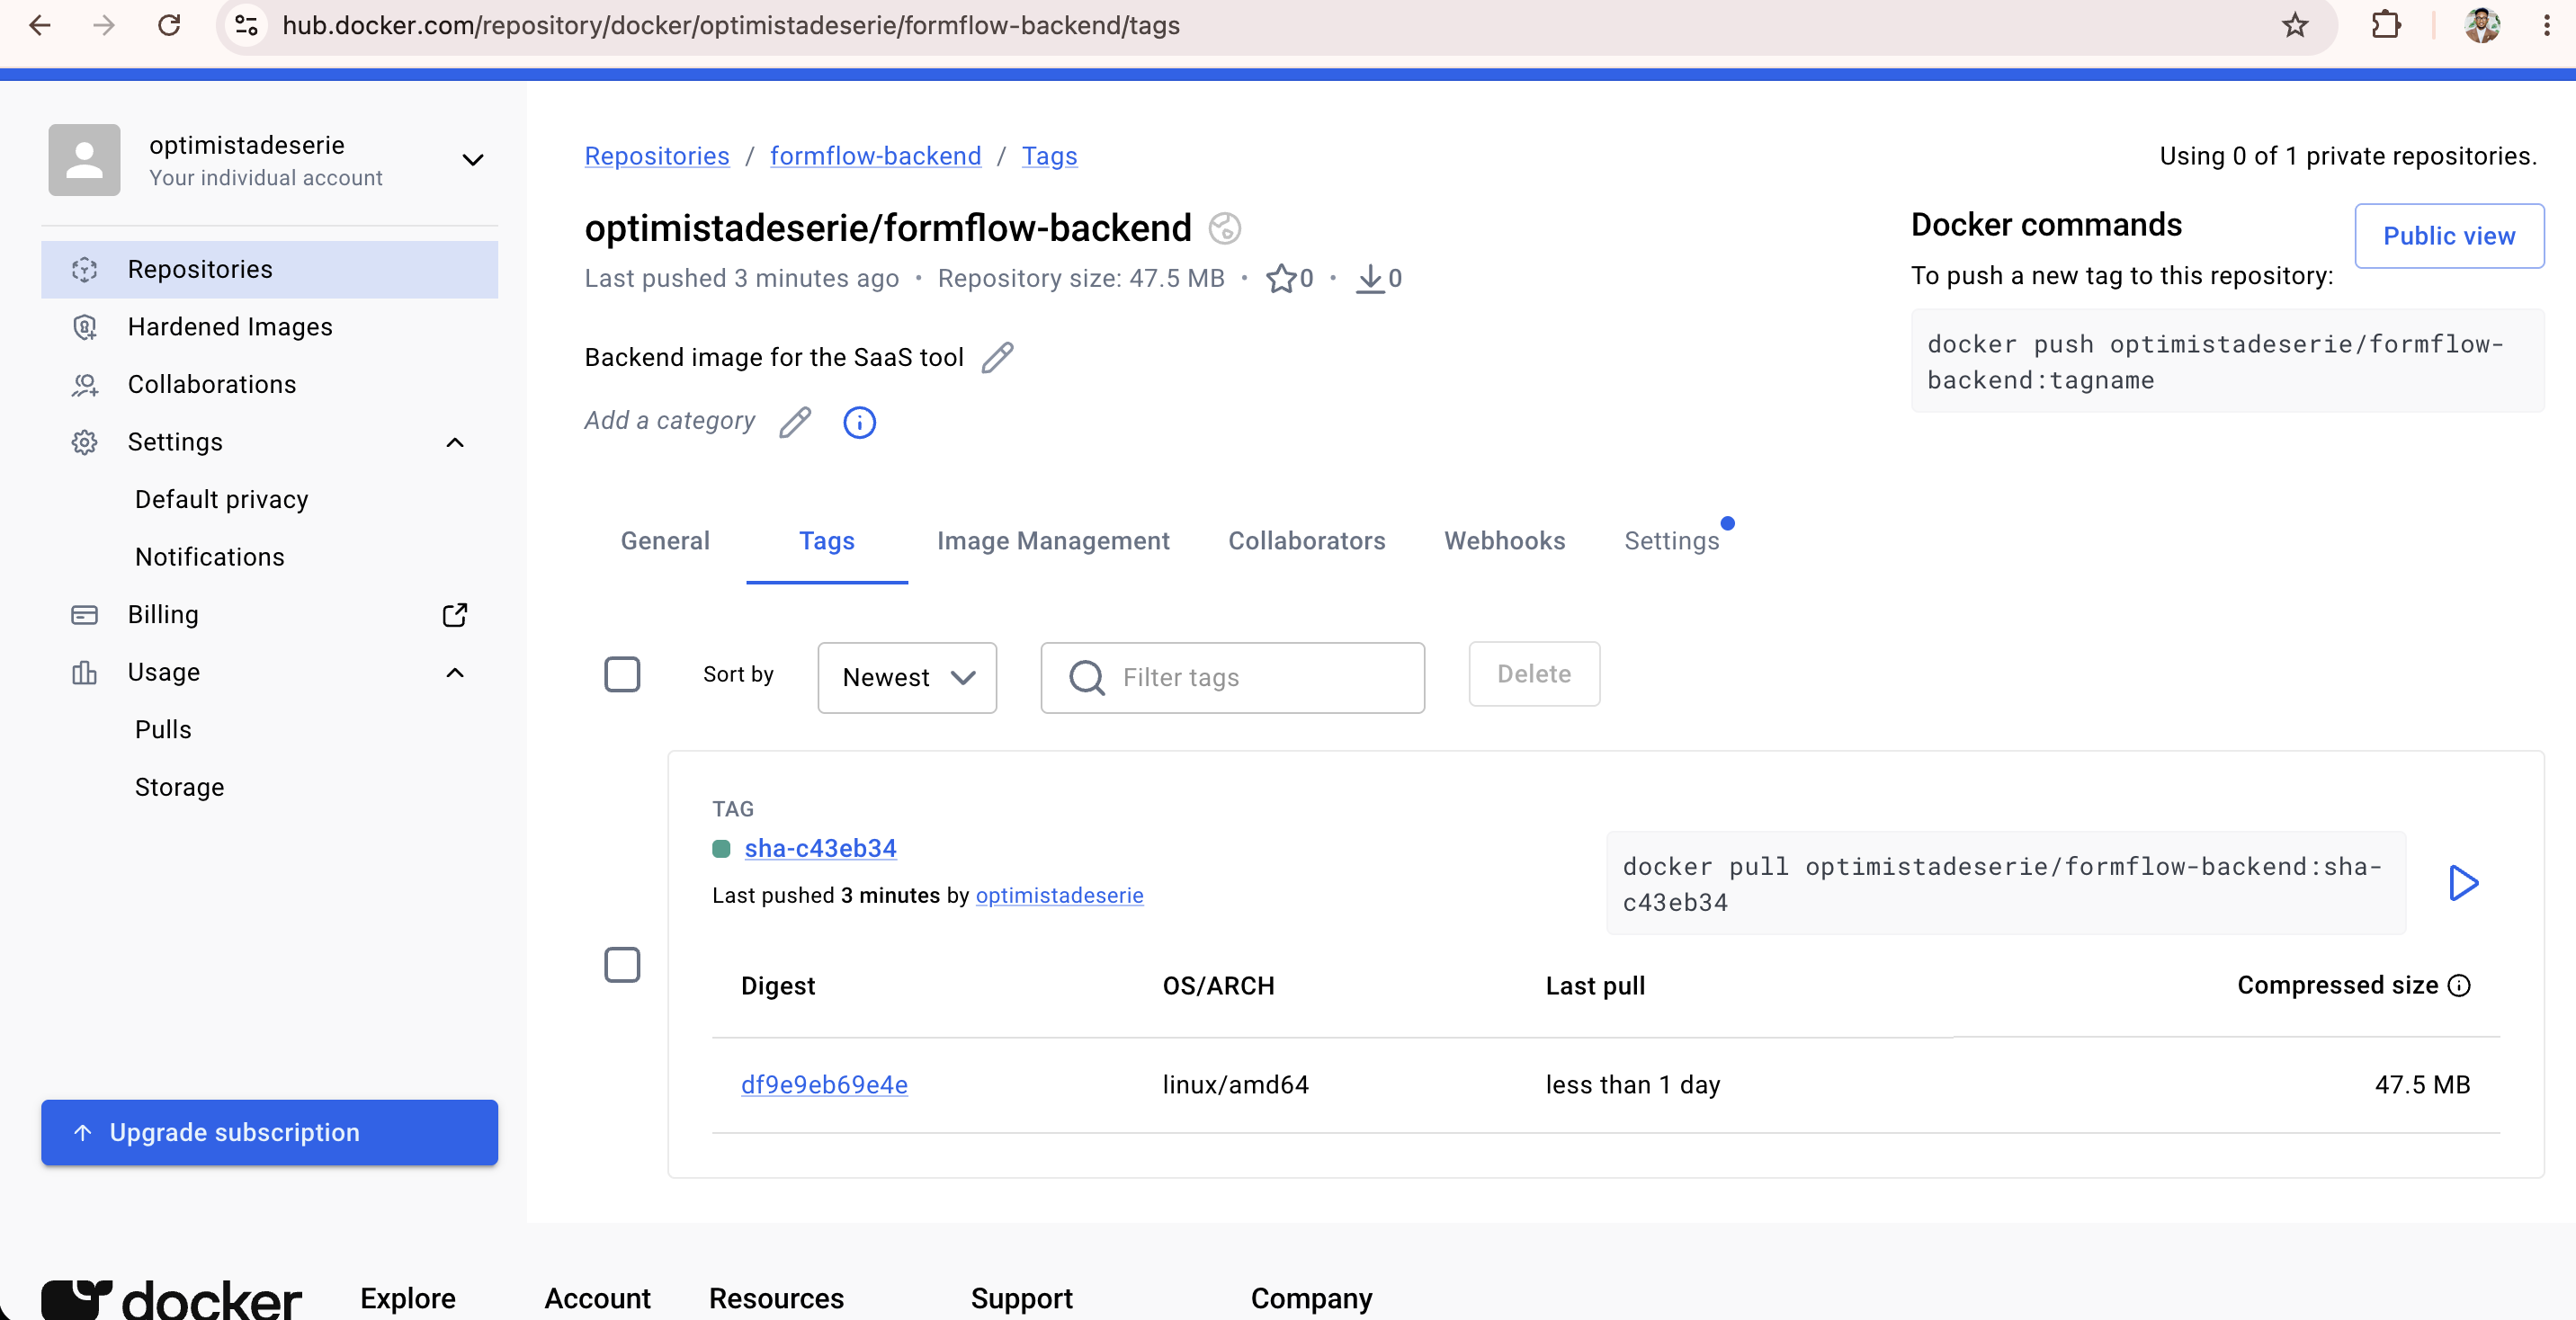 hub.docker.com/repository/docker/optimistadeserie/formflow-backend/tags
optimistadeserie
Your individual account
Repositories
Hardened Images
Collaborations
Settings
Default privacy
Notifications
Billing
Usage
Pulls
Storage
Upgrade subscription
Repositories / formflow-backend / Tags
Using 0 of 1 private repositories.
optimistadeserie/formflow-backend
Last pushed 3 minutes ago • Repository size: 47.5 MB • 0 • 0
Backend image for the SaaS tool
Add a category
Docker commands
Public view
To push a new tag to this repository:
docker push optimistadeserie/formflow-
backend:tagname
General Tags Image Management Collaborators Webhooks Settings
Sort by Newest Filter tags Delete
TAG
sha-c43eb34
Last pushed 3 minutes by optimistadeserie
docker pull optimistadeserie/formflow-backend:sha-
c43eb34
Digest OS/ARCH Last pull Compressed size
df9e9eb69e4e linux/amd64 less than 1 day 47.5 MB
docker Explore Account Resources Support Company